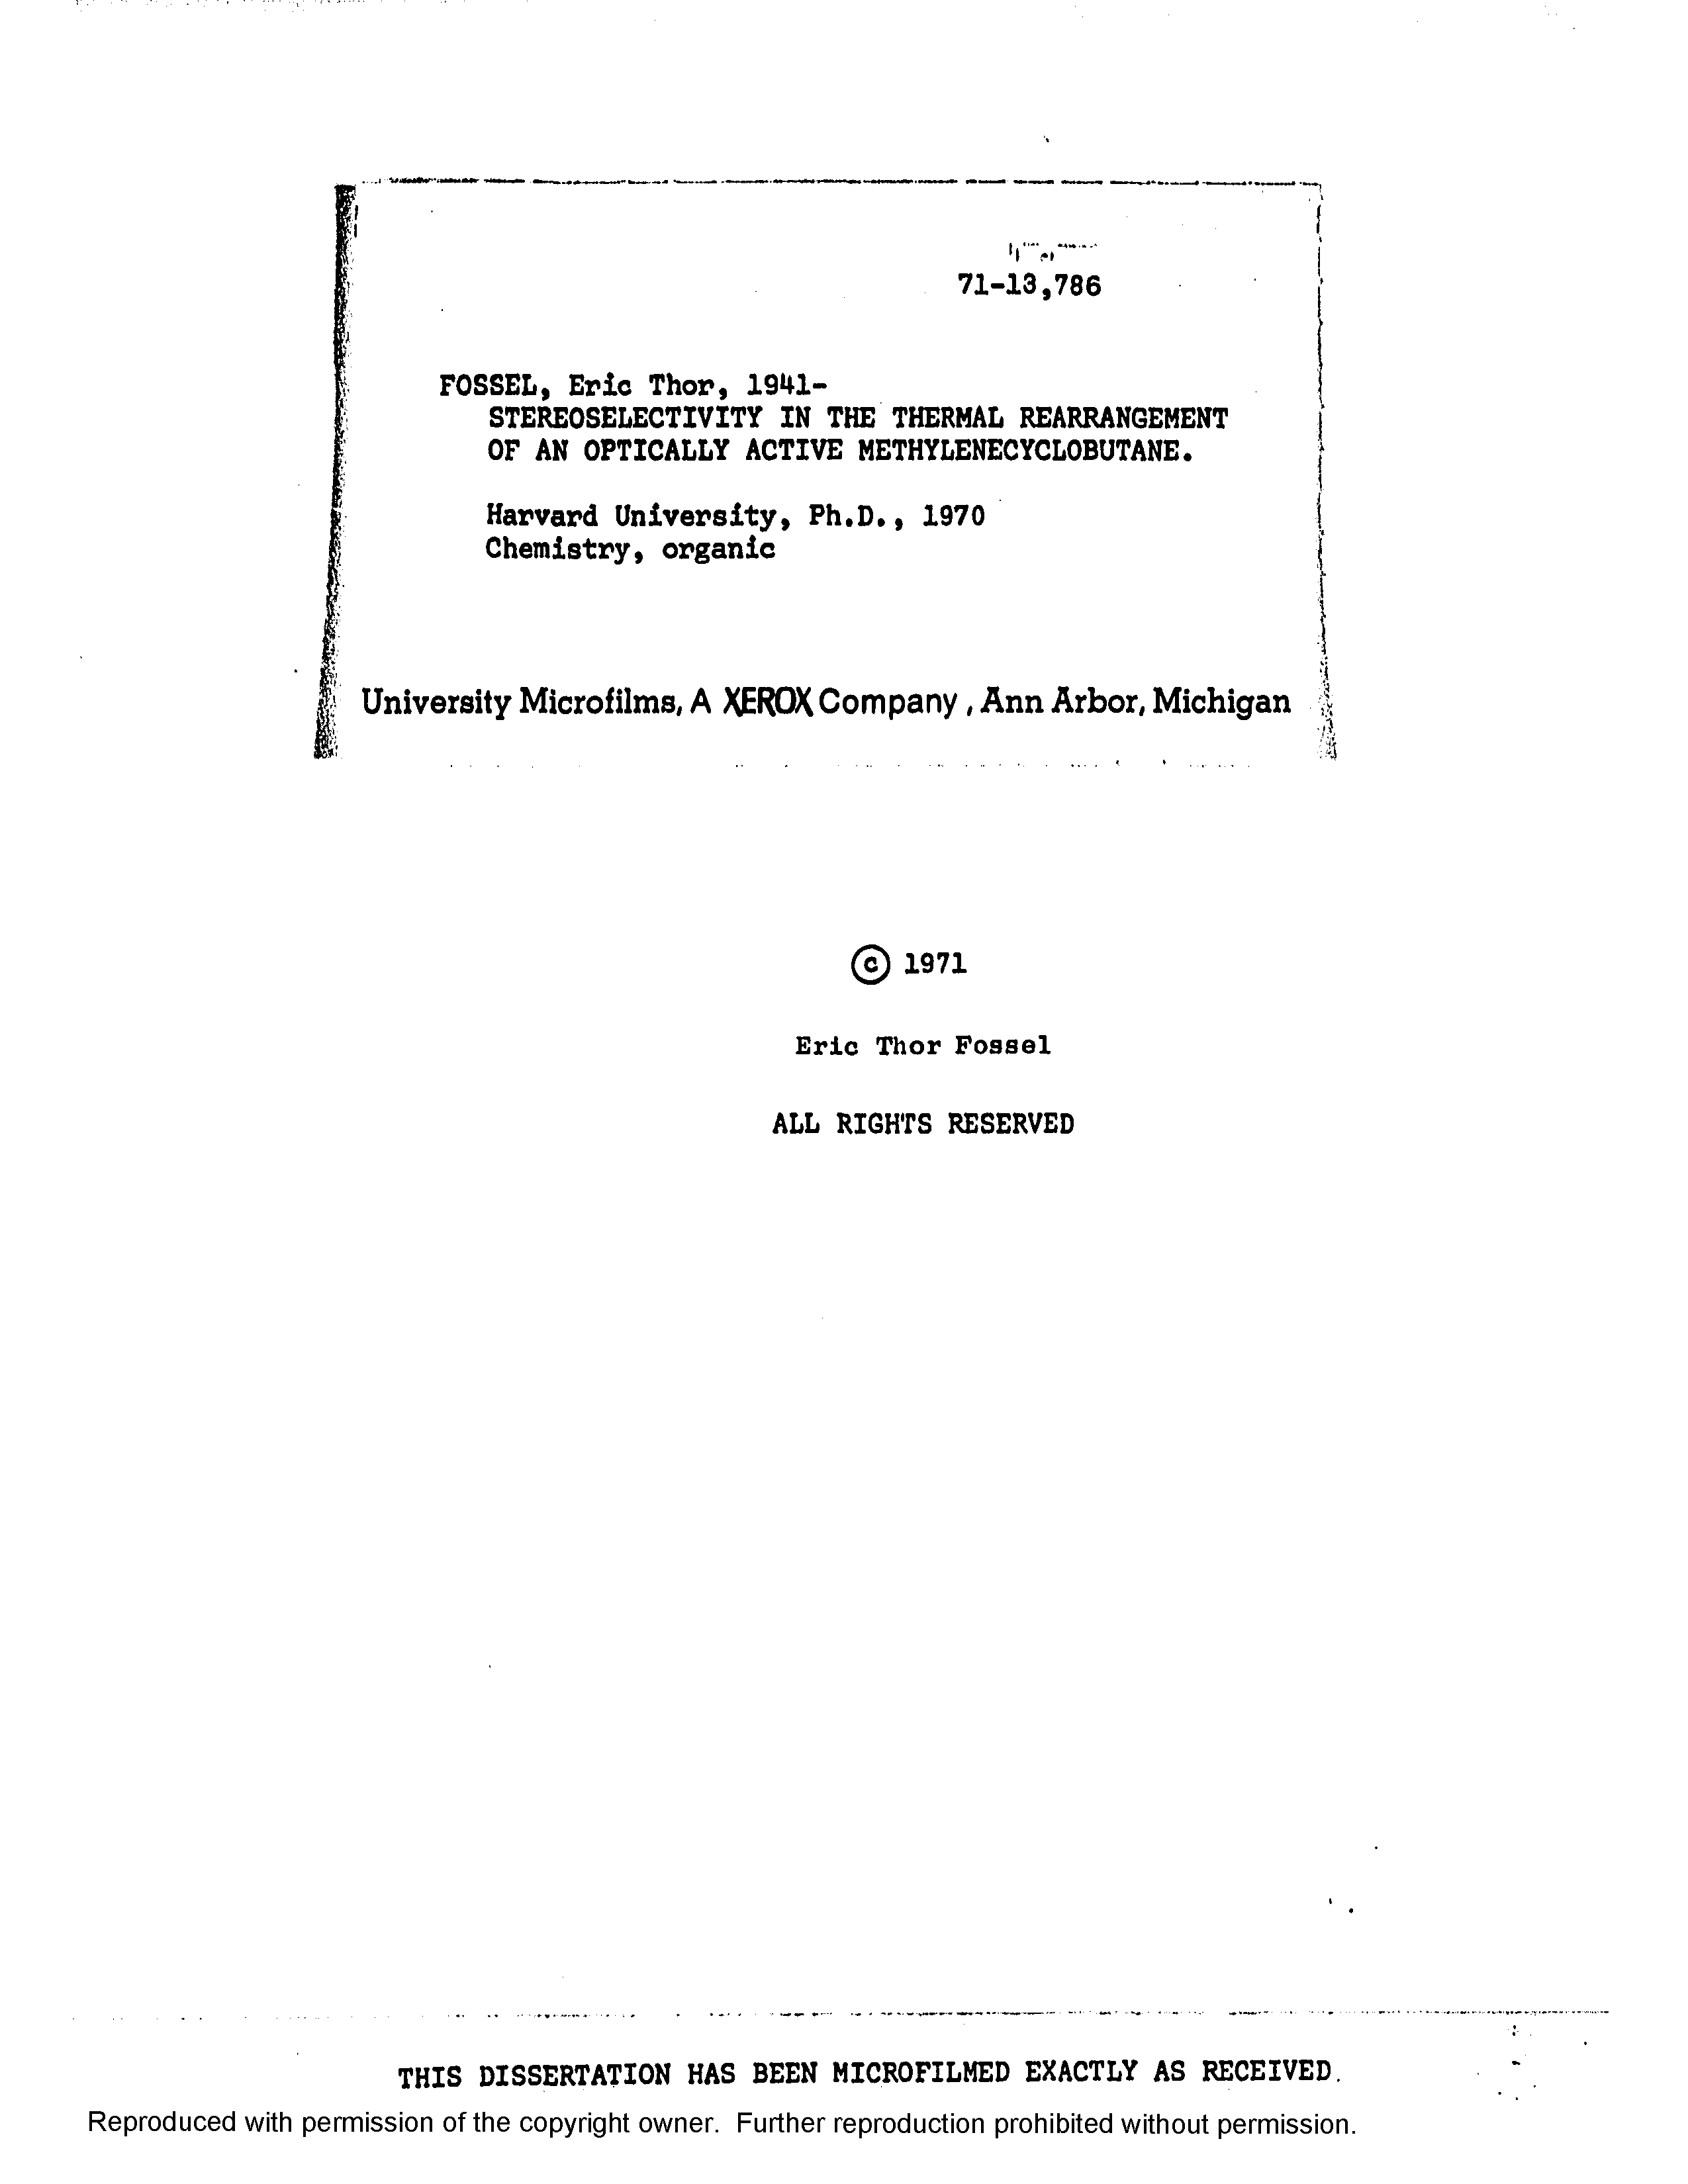 71-13,786
FOSSEL, Eric Thor, 1941-
STEREOSELECTIVITY IN THE THERMAL REARRANGEMENT
OF AN OPTICALLY ACTIVE METHYLENECYCLOBUTANE.
Harvard University, Ph.D., 1970
Chemistry, organic
University Microfilms, A XEROX Company , Ann Arbor, Michigan
© 1971
Eric Thor Fossel
ALL RIGHTS RESERVED
THIS DISSERTATION HAS BEEN MICROFILMED EXACTLY AS RECEIVED.
Reproduced with permission of the copyright owner. Further reproduction prohibited without permission.